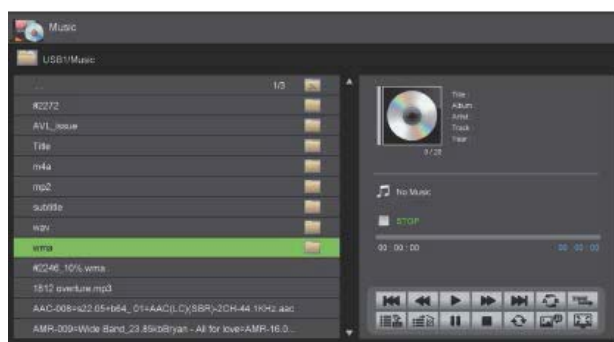 Music
USB1/Music
... 1/3
#2272
AVL_issue
Title
m4a
mp2
subtitle
wav
wma
#2246_10%.wma
1812 overture.mp3
AAC-008=s22.05+b64_01=AAC(LC)(SBR)-2CH-44.1KHz.aac
AMR-009=Wide Band_23.85kbBryan - All for love=AMR-16.0...
Title :
Album :
Artist :
Track :
Year :
0 / 20
No Music
STOP
00 : 00 : 00
00 : 00 : 00